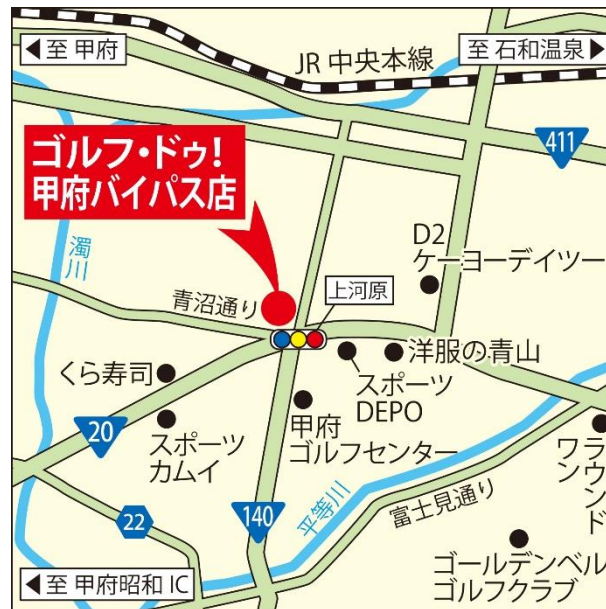 至 甲府
JR 中央本線
至 石和温泉
411
ゴルフ・ドゥ!
甲府バイパス店
濁川
D2
ケーヨーデイツー
青沼通り
上河原
洋服の青山
くら寿司
スポーツ
DEPO
20
スポーツ
カムイ
甲府
ゴルフセンター
ラウンド
ワン
22
140
平等川
富士見通り
ゴールデンベル
ゴルフクラブ
至 甲府昭和 IC